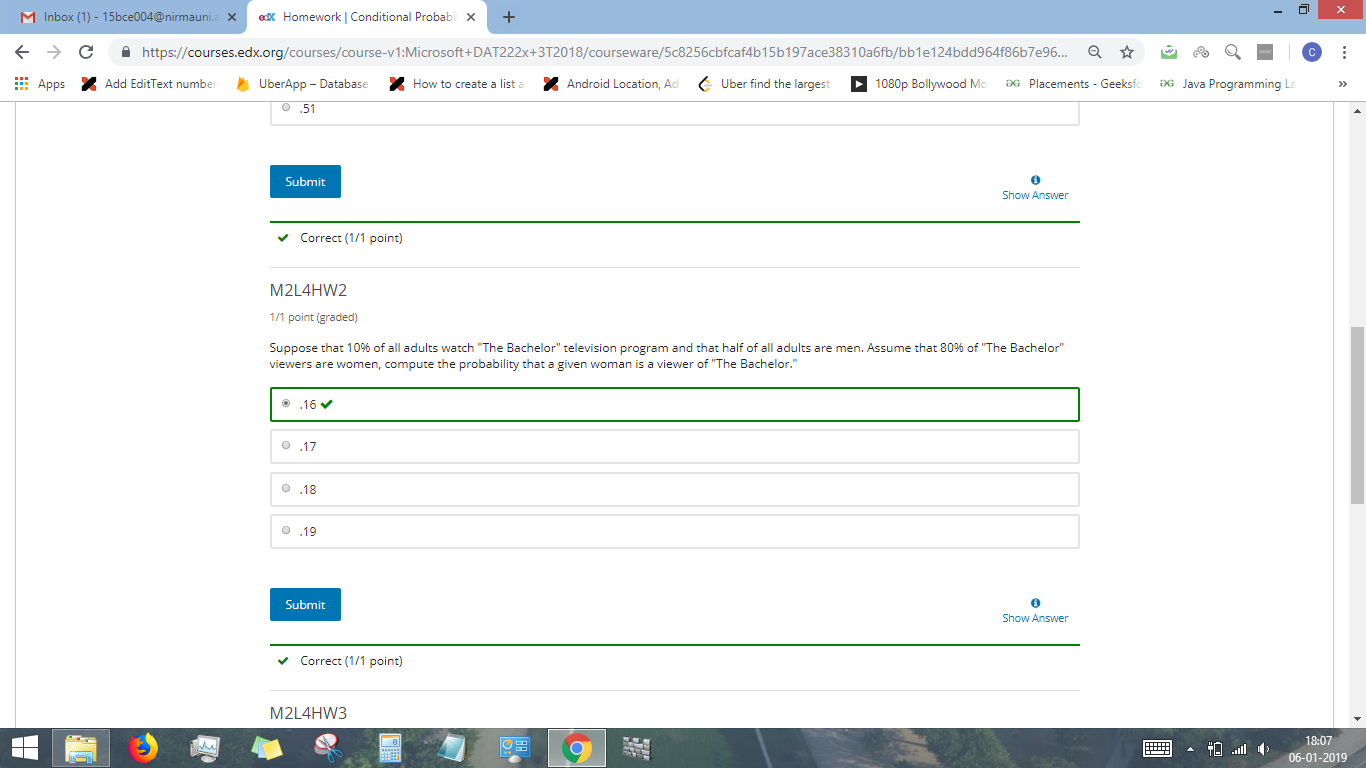 Inbox (1) - 15bce004@nirmauni.a
edX Homework | Conditional Probabi
https://courses.edx.org/courses/course-v1:Microsoft+DAT222x+3T2018/courseware/5c8256cbfcaf4b15b197ace38310a6fb/bb1e124bdd964f86b7e96...
C
Apps
Add EditText number
UberApp – Database
How to create a list a
Android Location, Ad
Uber find the largest
1080p Bollywood Mo
Placements - Geeksfo
Java Programming La
»
.51
Submit
Show Answer
Correct (1/1 point)
M2L4HW2
1/1 point (graded)
Suppose that 10% of all adults watch "The Bachelor" television program and that half of all adults are men. Assume that 80% of "The Bachelor"
viewers are women, compute the probability that a given woman is a viewer of "The Bachelor."
.16
.17
.18
.19
Submit
Show Answer
Correct (1/1 point)
M2L4HW3
18:07
06-01-2019